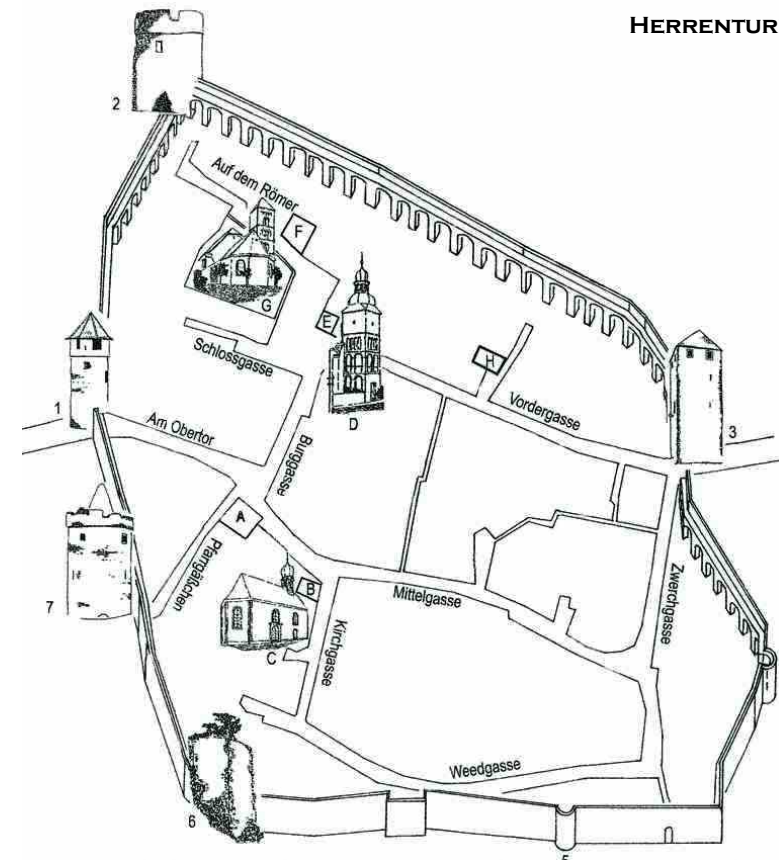 HERRENTUR
2
Auf dem Römer
F
G
E
Schlossgasse
H
1
D
Vordergasse
3
Am Obertor
Burggasse
A
Pfarrgäßchen
7
B
Mittelgasse
Zwerchgasse
C
Kirchgasse
Weedgasse
6
5